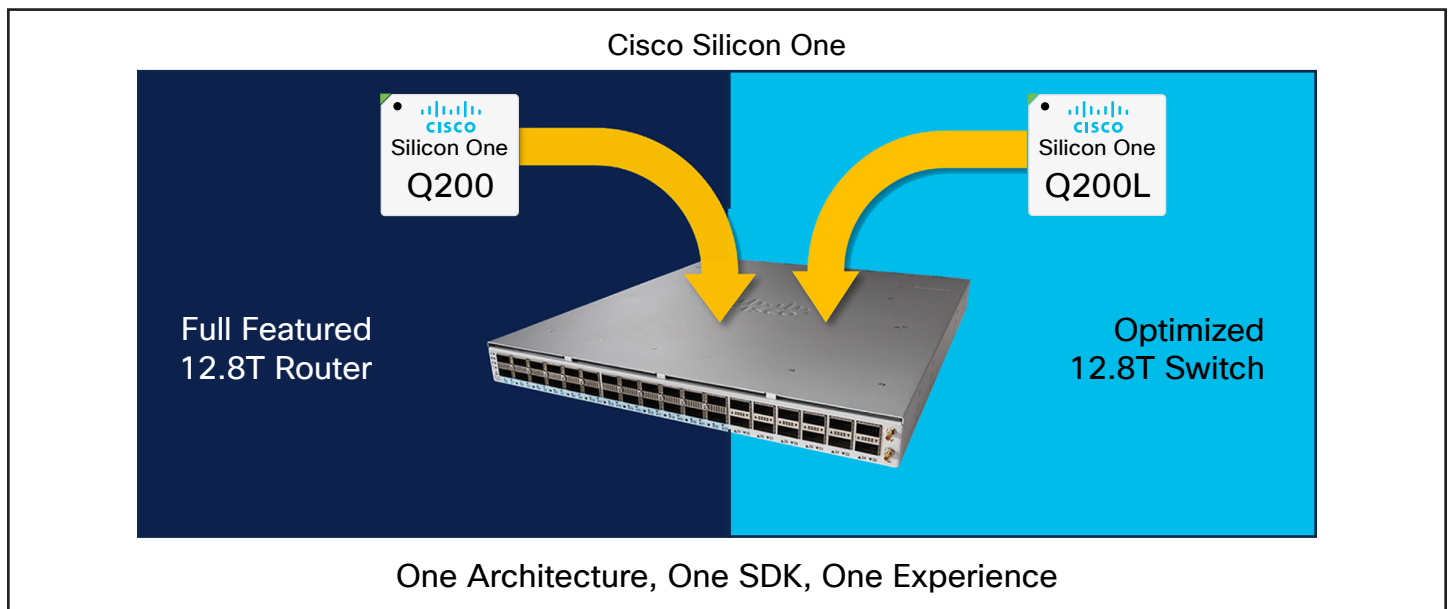 Cisco Silicon One
CISCO
Silicon One
Q200
CISCO
Silicon One
Q200L
Full Featured
12.8T Router
Optimized
12.8T Switch
One Architecture, One SDK, One Experience